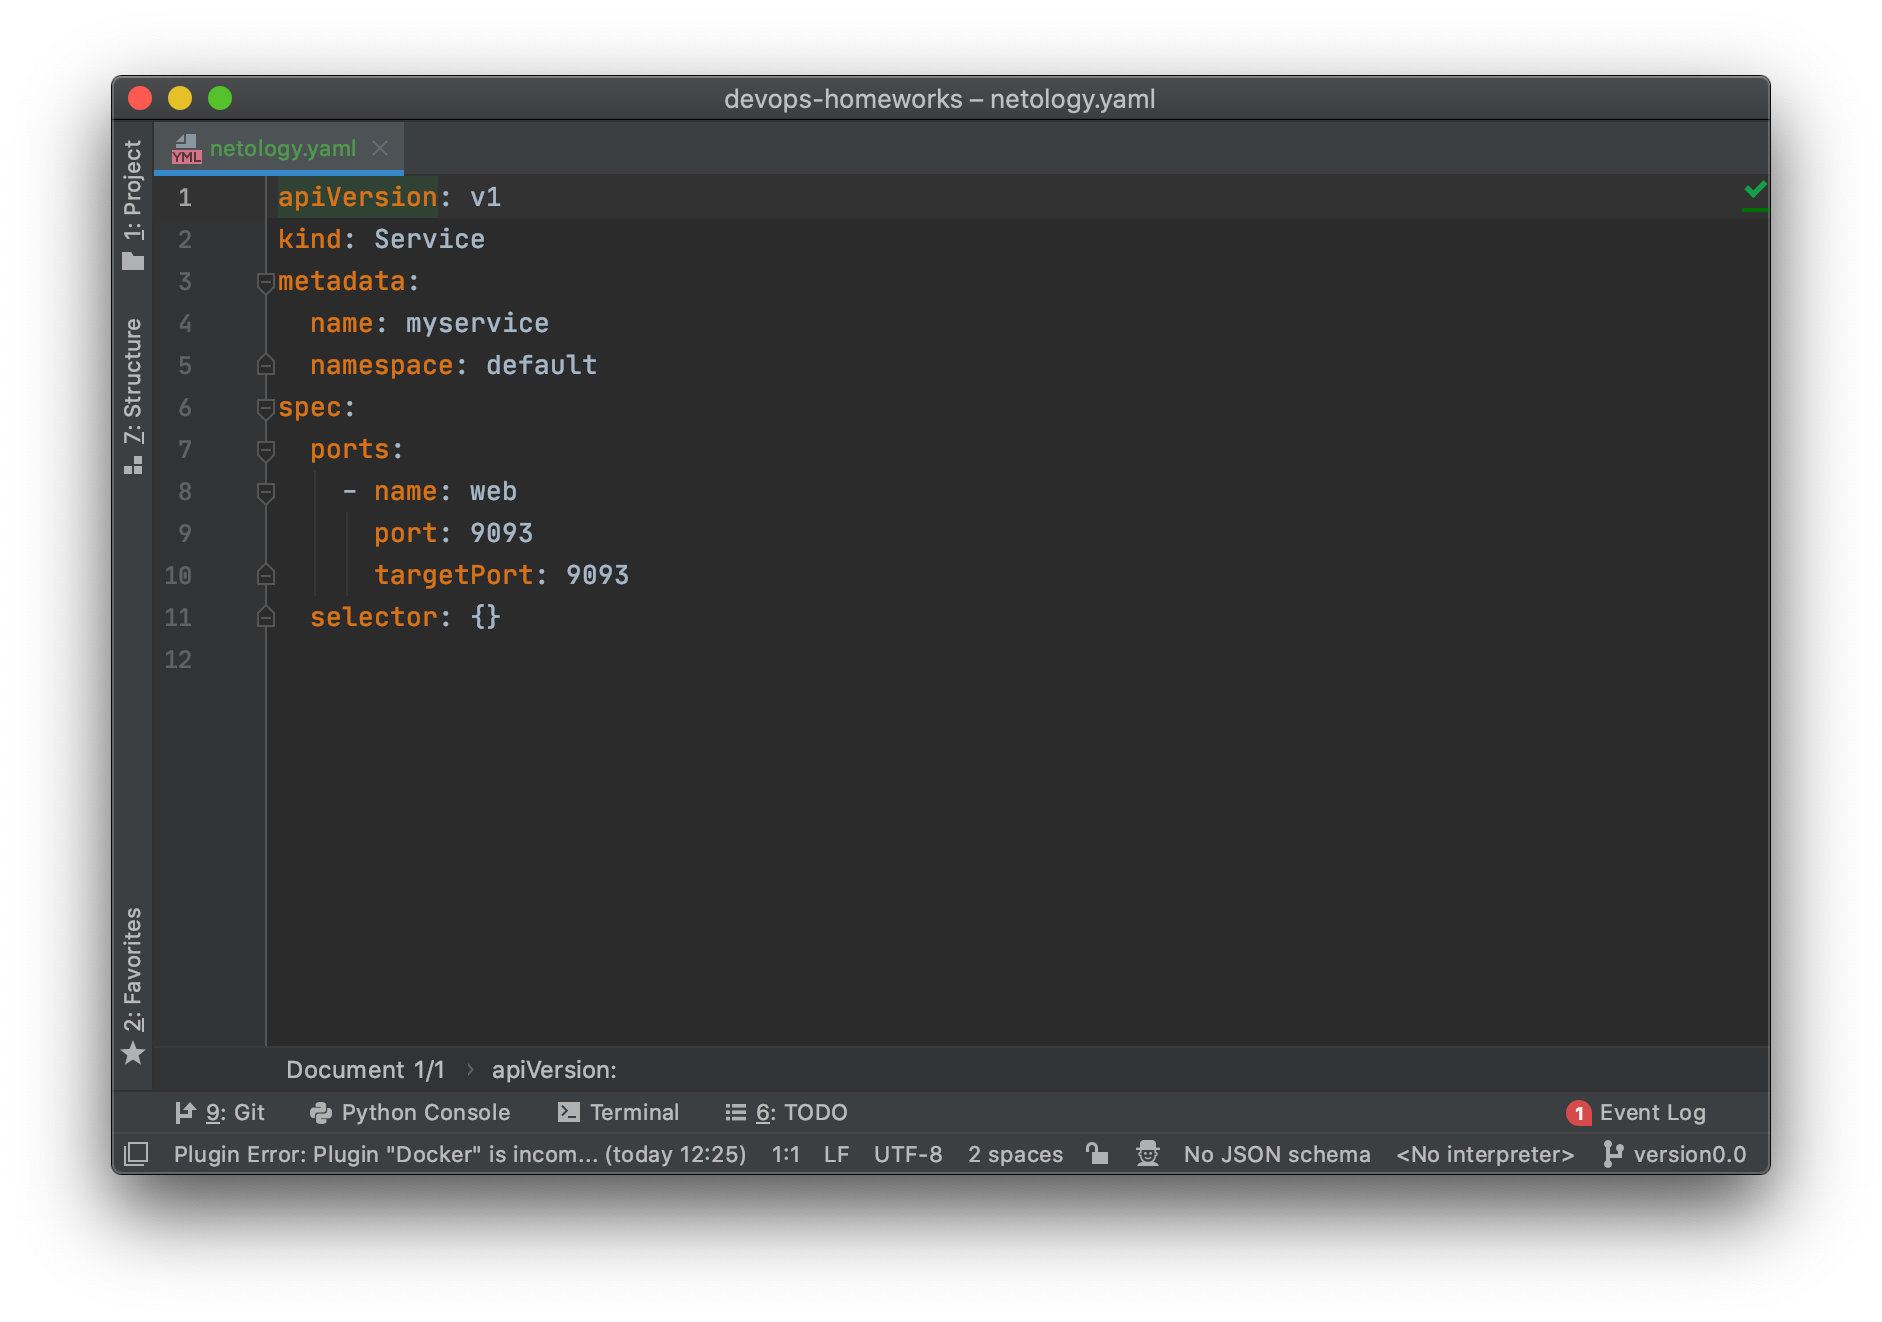 devops-homeworks – netology.yaml
1: Project
7: Structure
2: Favorites
YML netology.yaml
1 apiVersion: v1
2 kind: Service
3 metadata:
4   name: myservice
5   namespace: default
6 spec:
7   ports:
8     - name: web
9       port: 9093
10       targetPort: 9093
11   selector: {}
12
Document 1/1 › apiVersion:
9: Git Python Console Terminal 6: TODO 1 Event Log
Plugin Error: Plugin "Docker" is incom... (today 12:25) 1:1 LF UTF-8 2 spaces No JSON schema <No interpreter> version0.0